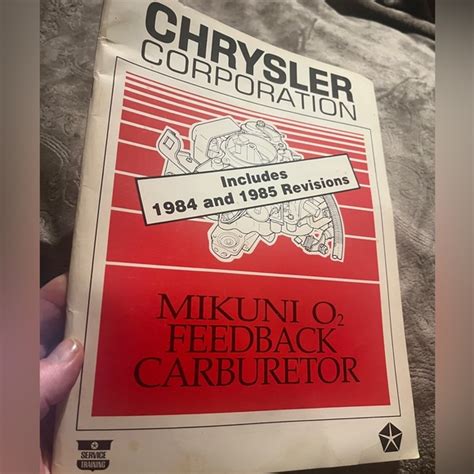 CHRYSLER
CORPORATION
Includes
1984 and 1985 Revisions
MIKUNI O₂
FEEDBACK
CARBURETOR
SERVICE
TRAINING